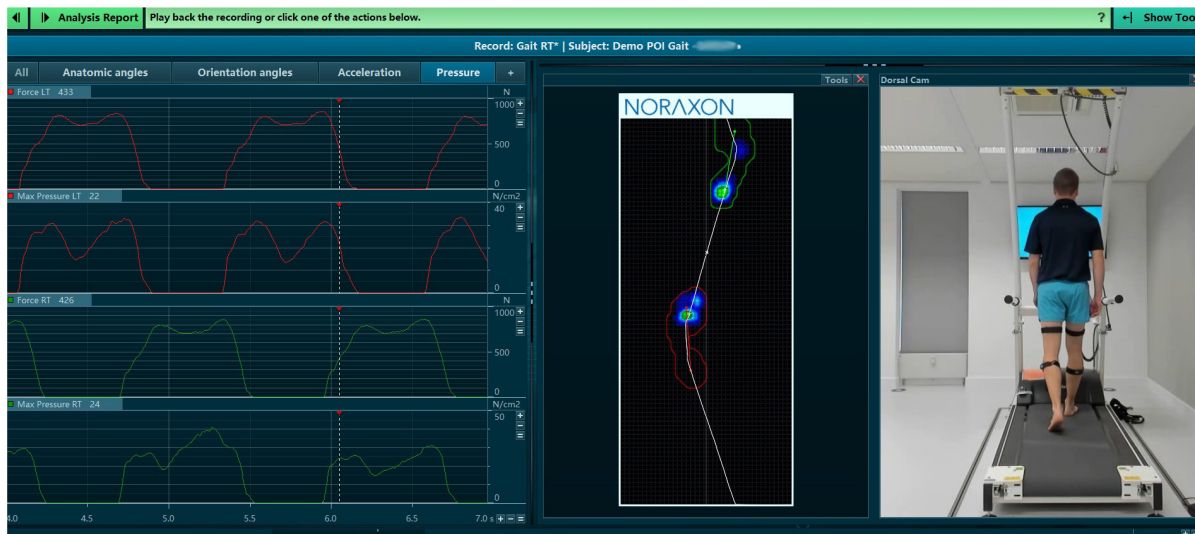 Analysis Report
Play back the recording or click one of the actions below.
?
Show Too
Record: Gait RT* | Subject: Demo POI Gait
All
Anatomic angles
Orientation angles
Acceleration
Pressure
+
Tools
Dorsal Cam
Force LT 433
N
1000
500
0
Max Pressure LT 22
N/cm2
40
0
Force RT 426
N
1000
500
0
Max Pressure RT 24
N/cm2
50
0
4.0 4.5 5.0 5.5 6.0 6.5 7.0 s
NORAXON